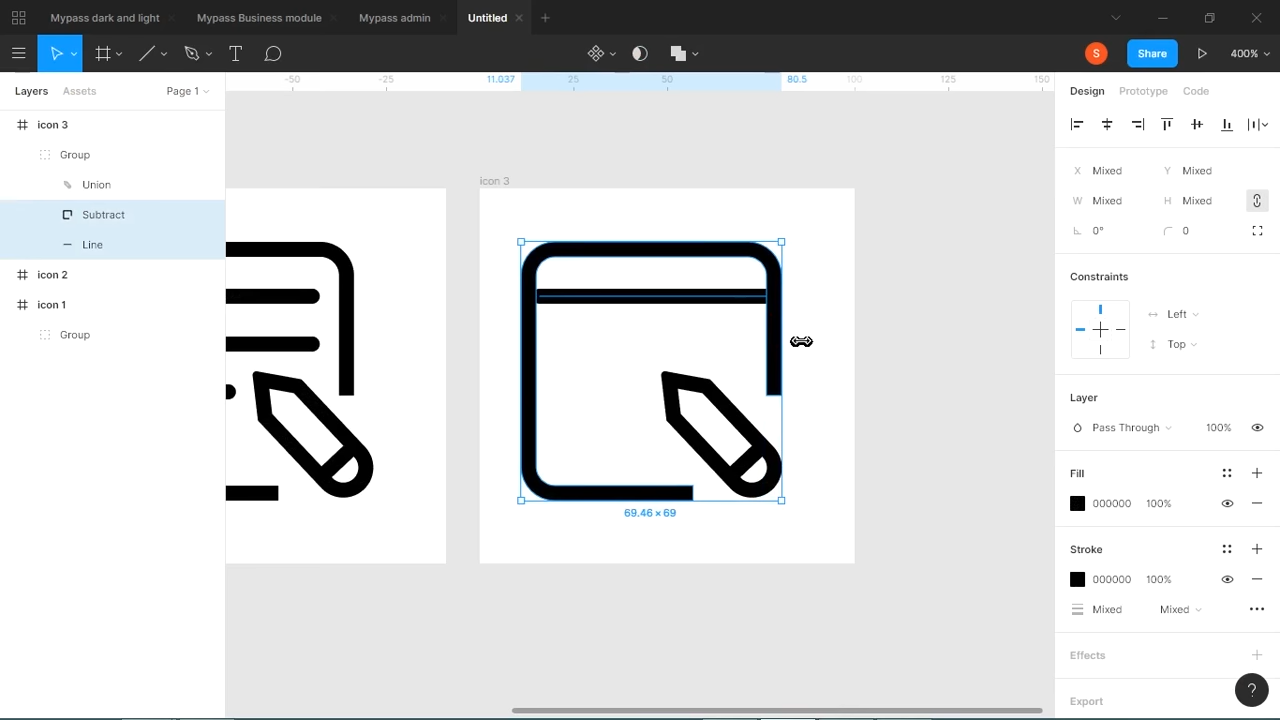 Mypass dark and light
Mypass Business module
Mypass admin
Untitled
S
Share
400%
Layers
Assets
Page 1
-50
-25
11.037
25
50
80.5
100
125
150
Design
Prototype
Code
icon 3
Group
Union
Subtract
Line
icon 2
icon 1
Group
icon 3
69.46 × 69
X Mixed Y Mixed
W Mixed H Mixed
0° 0
Constraints
Left
Top
Layer
Pass Through 100%
Fill
000000 100%
Stroke
000000 100%
Mixed Mixed
Effects
Export
?